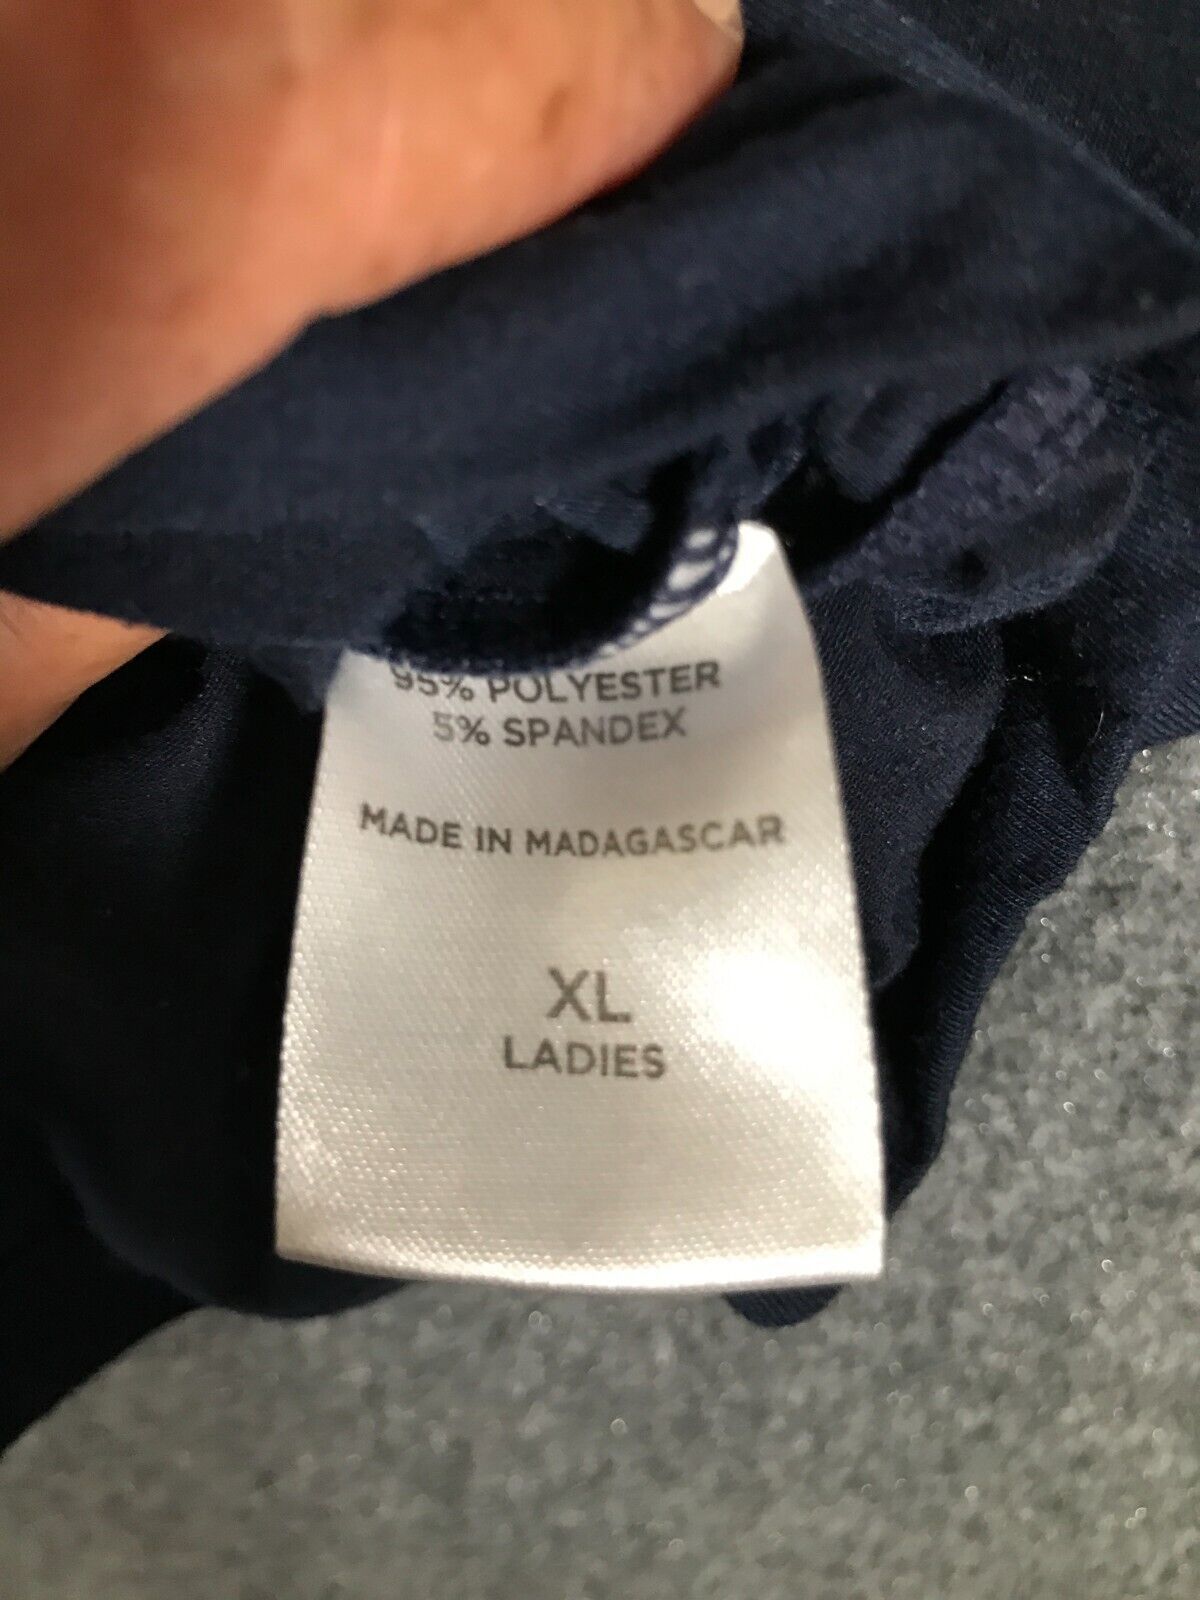 95% POLYESTER
5% SPANDEX
MADE IN MADAGASCAR
XL
LADIES